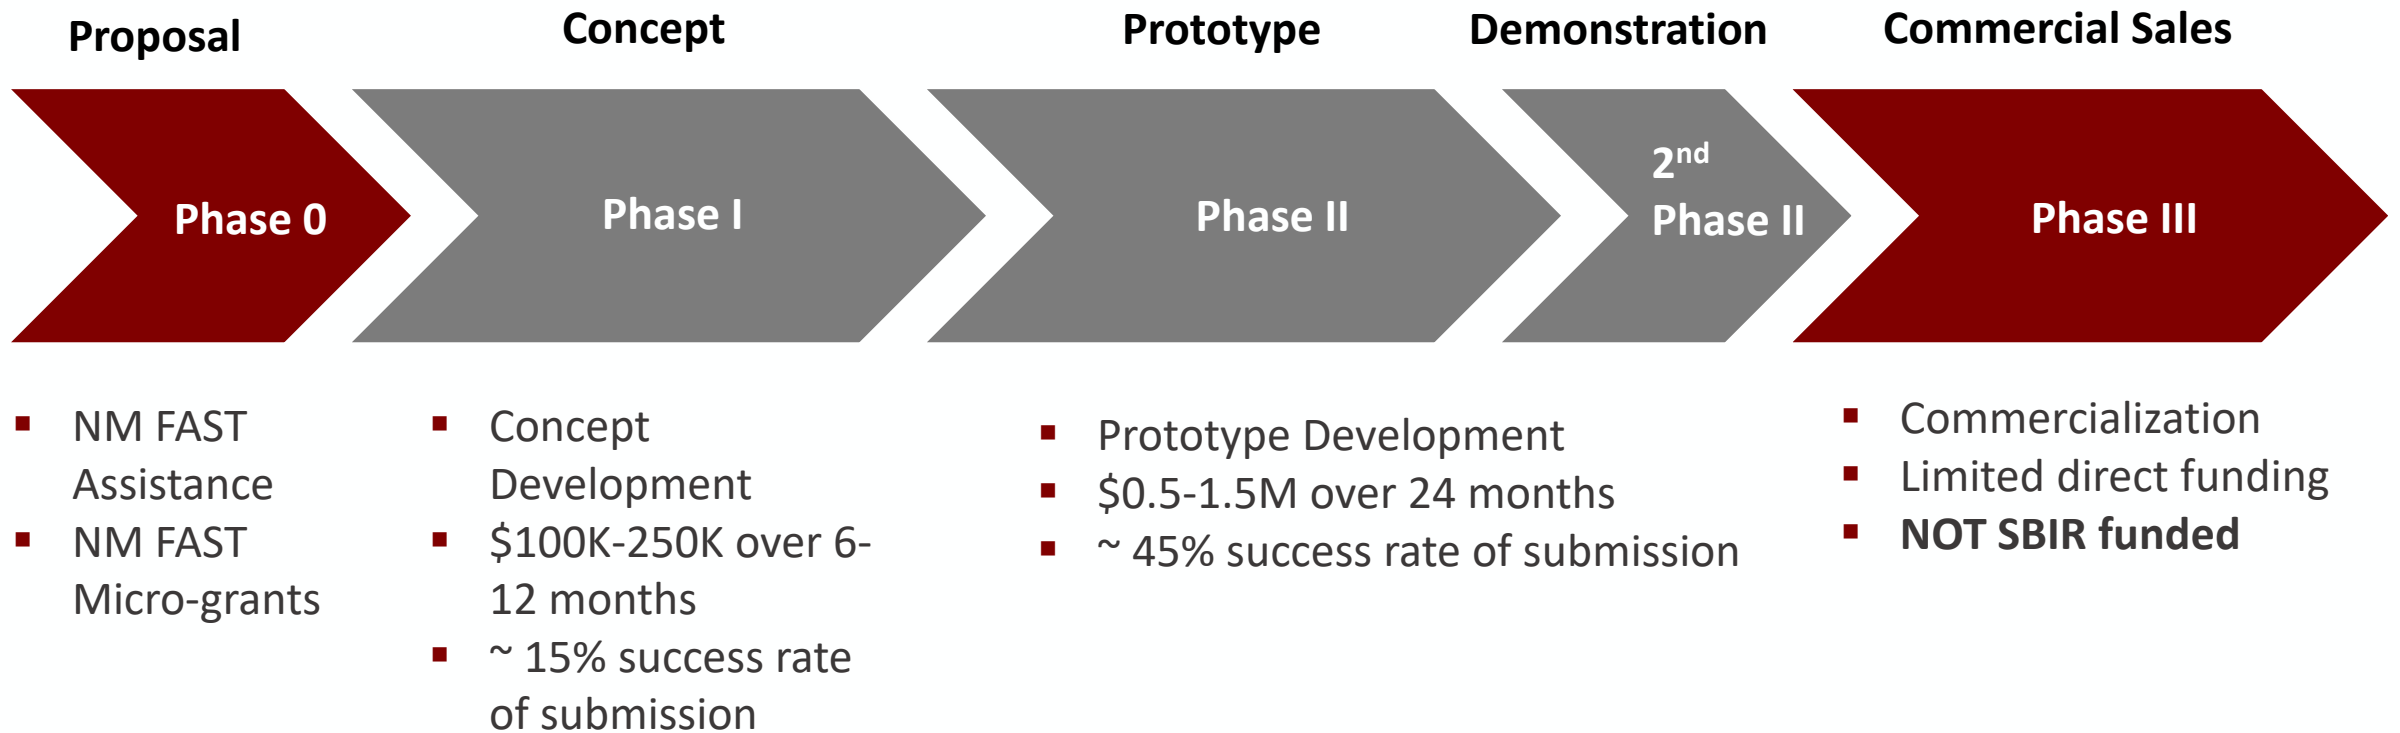 Proposal
Concept
Prototype
Demonstration
Commercial Sales
Phase 0
Phase I
Phase II
2nd
Phase II
Phase III
▪ NM FAST
Assistance
▪ NM FAST
Micro-grants
▪ Concept
Development
▪ $100K-250K over 6-
12 months
▪ ~ 15% success rate
of submission
▪ Prototype Development
▪ $0.5-1.5M over 24 months
▪ ~ 45% success rate of submission
▪ Commercialization
▪ Limited direct funding
▪ NOT SBIR funded